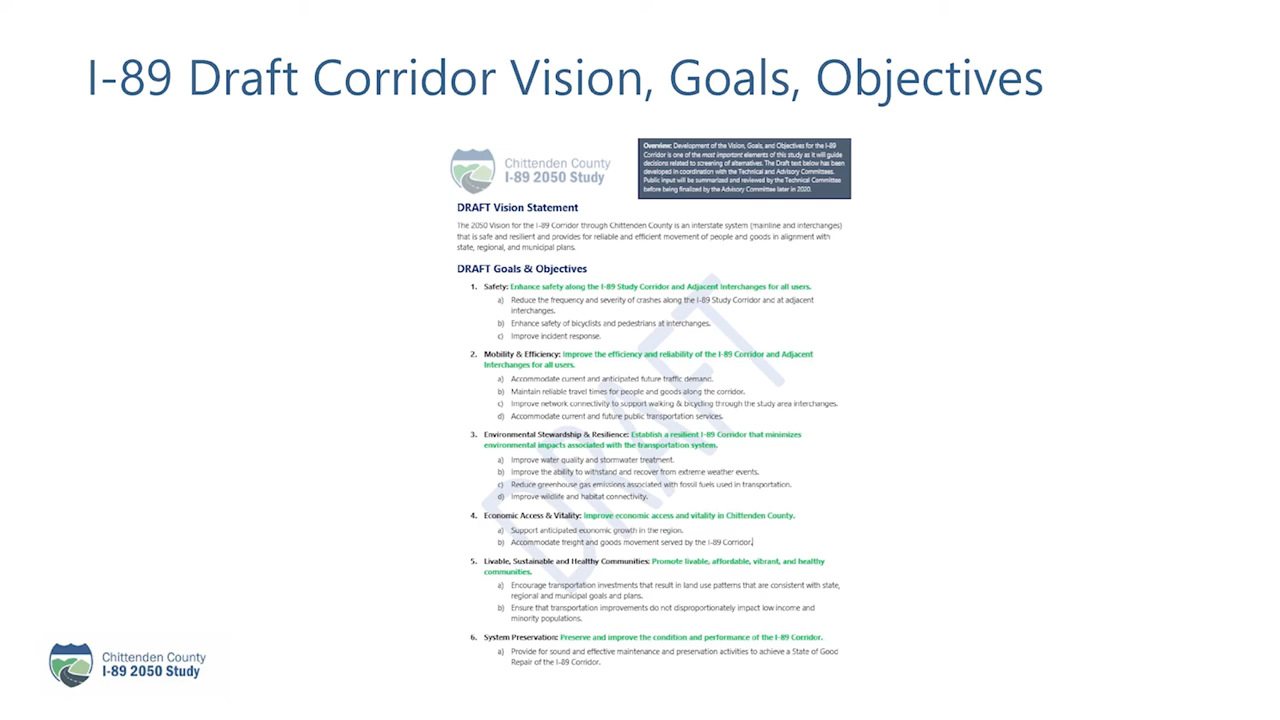 I-89 Draft Corridor Vision, Goals, Objectives
Chittenden County
I-89 2050 Study
Overview: Development of the Vision, Goals, and Objectives for the I-89
Corridor is one of the most important elements of this study as it will guide
decisions related to screening of alternatives. The Draft text below has been
developed in coordination with the Technical and Advisory Committees.
Public input will be summarized and reviewed by the Technical Committee
before being finalized by the Advisory Committee later in 2020.
DRAFT Vision Statement
The 2050 Vision for the I-89 Corridor through Chittenden County is an interstate system (mainline and interchanges)
that is safe and resilient and provides for reliable and efficient movement of people and goods in alignment with
state, regional, and municipal plans.
DRAFT Goals & Objectives
1. Safety: Enhance safety along the I-89 Study Corridor and Adjacent Interchanges for all users.
a) Reduce the frequency and severity of crashes along the I-89 Study Corridor and at adjacent
interchanges.
b) Enhance safety of bicyclists and pedestrians at interchanges.
c) Improve incident response.
2. Mobility & Efficiency: Improve the efficiency and reliability of the I-89 Corridor and Adjacent
Interchanges for all users.
a) Accommodate current and anticipated future traffic demand.
b) Maintain reliable travel times for people and goods along the corridor.
c) Improve network connectivity to support walking & bicycling through the study area interchanges.
d) Accommodate current and future public transportation services.
3. Environmental Stewardship & Resilience: Establish a resilient I-89 Corridor that minimizes
environmental impacts associated with the transportation system.
a) Improve water quality and stormwater treatment.
b) Improve the ability to withstand and recover from extreme weather events.
c) Reduce greenhouse gas emissions associated with fossil fuels used in transportation.
d) Improve wildlife and habitat connectivity.
4. Economic Access & Vitality: Improve economic access and vitality in Chittenden County.
a) Support anticipated economic growth in the region.
b) Accommodate freight and goods movement served by the I-89 Corridor.
5. Livable, Sustainable and Healthy Communities: Promote livable, affordable, vibrant, and healthy
communities.
a) Encourage transportation investments that result in land use patterns that are consistent with state,
regional and municipal goals and plans.
b) Ensure that transportation improvements do not disproportionately impact low income and
minority populations.
6. System Preservation: Preserve and improve the condition and performance of the I-89 Corridor.
a) Provide for sound and effective maintenance and preservation activities to achieve a State of Good
Repair of the I-89 Corridor.
DRAFT
Chittenden County
I-89 2050 Study